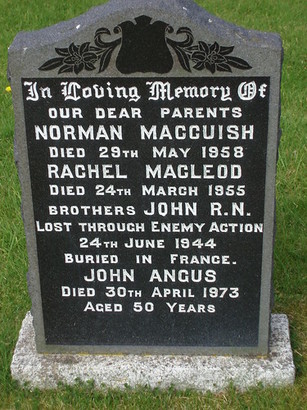 In Loving Memory Of
OUR DEAR PARENTS
NORMAN MACCUISH
DIED 29TH MAY 1958
RACHEL MACLEOD
DIED 24TH MARCH 1955
BROTHERS JOHN R.N.
LOST THROUGH ENEMY ACTION
24TH JUNE 1944
BURIED IN FRANCE.
JOHN ANGUS
DIED 30TH APRIL 1973
AGED 50 YEARS